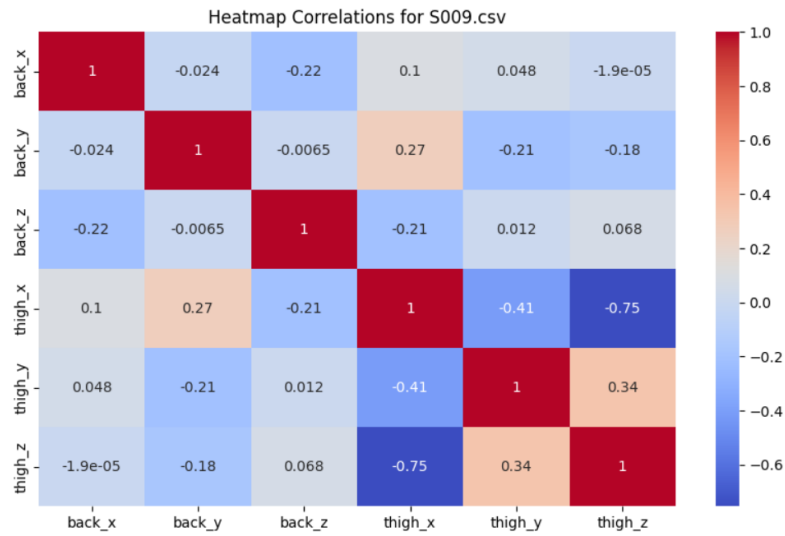 Heatmap Correlations for S009.csv
back_x 1 -0.024 -0.22 0.1 0.048 -1.9e-05
back_y -0.024 1 -0.0065 0.27 -0.21 -0.18
back_z -0.22 -0.0065 1 -0.21 0.012 0.068
thigh_x 0.1 0.27 -0.21 1 -0.41 -0.75
thigh_y 0.048 -0.21 0.012 -0.41 1 0.34
thigh_z -1.9e-05 -0.18 0.068 -0.75 0.34 1
back_x back_y back_z thigh_x thigh_y thigh_z
1.0
0.8
0.6
0.4
0.2
0.0
−0.2
−0.4
−0.6